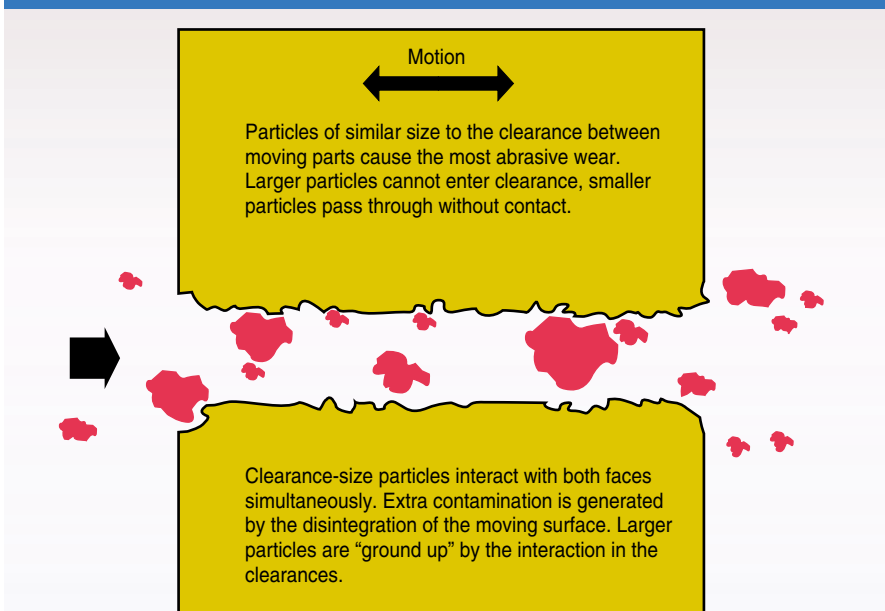 Motion
Particles of similar size to the clearance between
moving parts cause the most abrasive wear.
Larger particles cannot enter clearance, smaller
particles pass through without contact.
Clearance-size particles interact with both faces
simultaneously. Extra contamination is generated
by the disintegration of the moving surface. Larger
particles are “ground up” by the interaction in the
clearances.